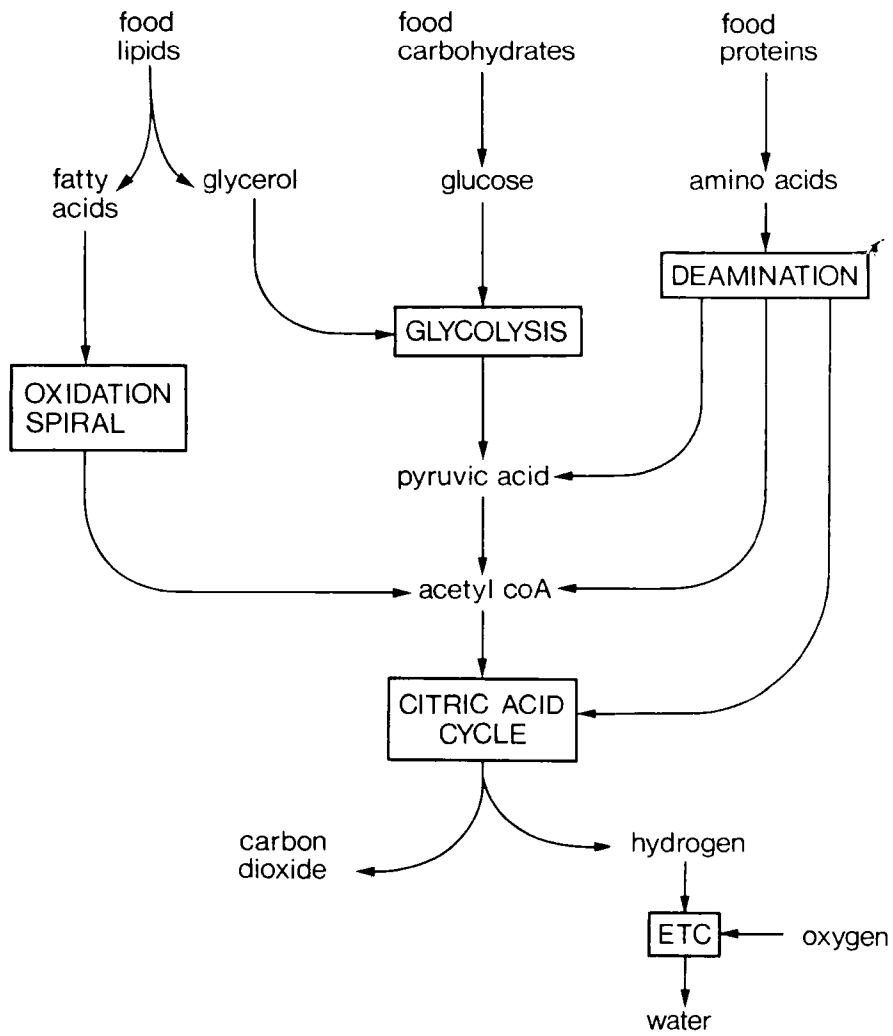 food
lipids
food
carbohydrates
food
proteins
fatty
acids
glycerol
glucose
amino acids
DEAMINATION
GLYCOLYSIS
OXIDATION
SPIRAL
pyruvic acid
acetyl coA
CITRIC ACID
CYCLE
carbon
dioxide
hydrogen
ETC
oxygen
water